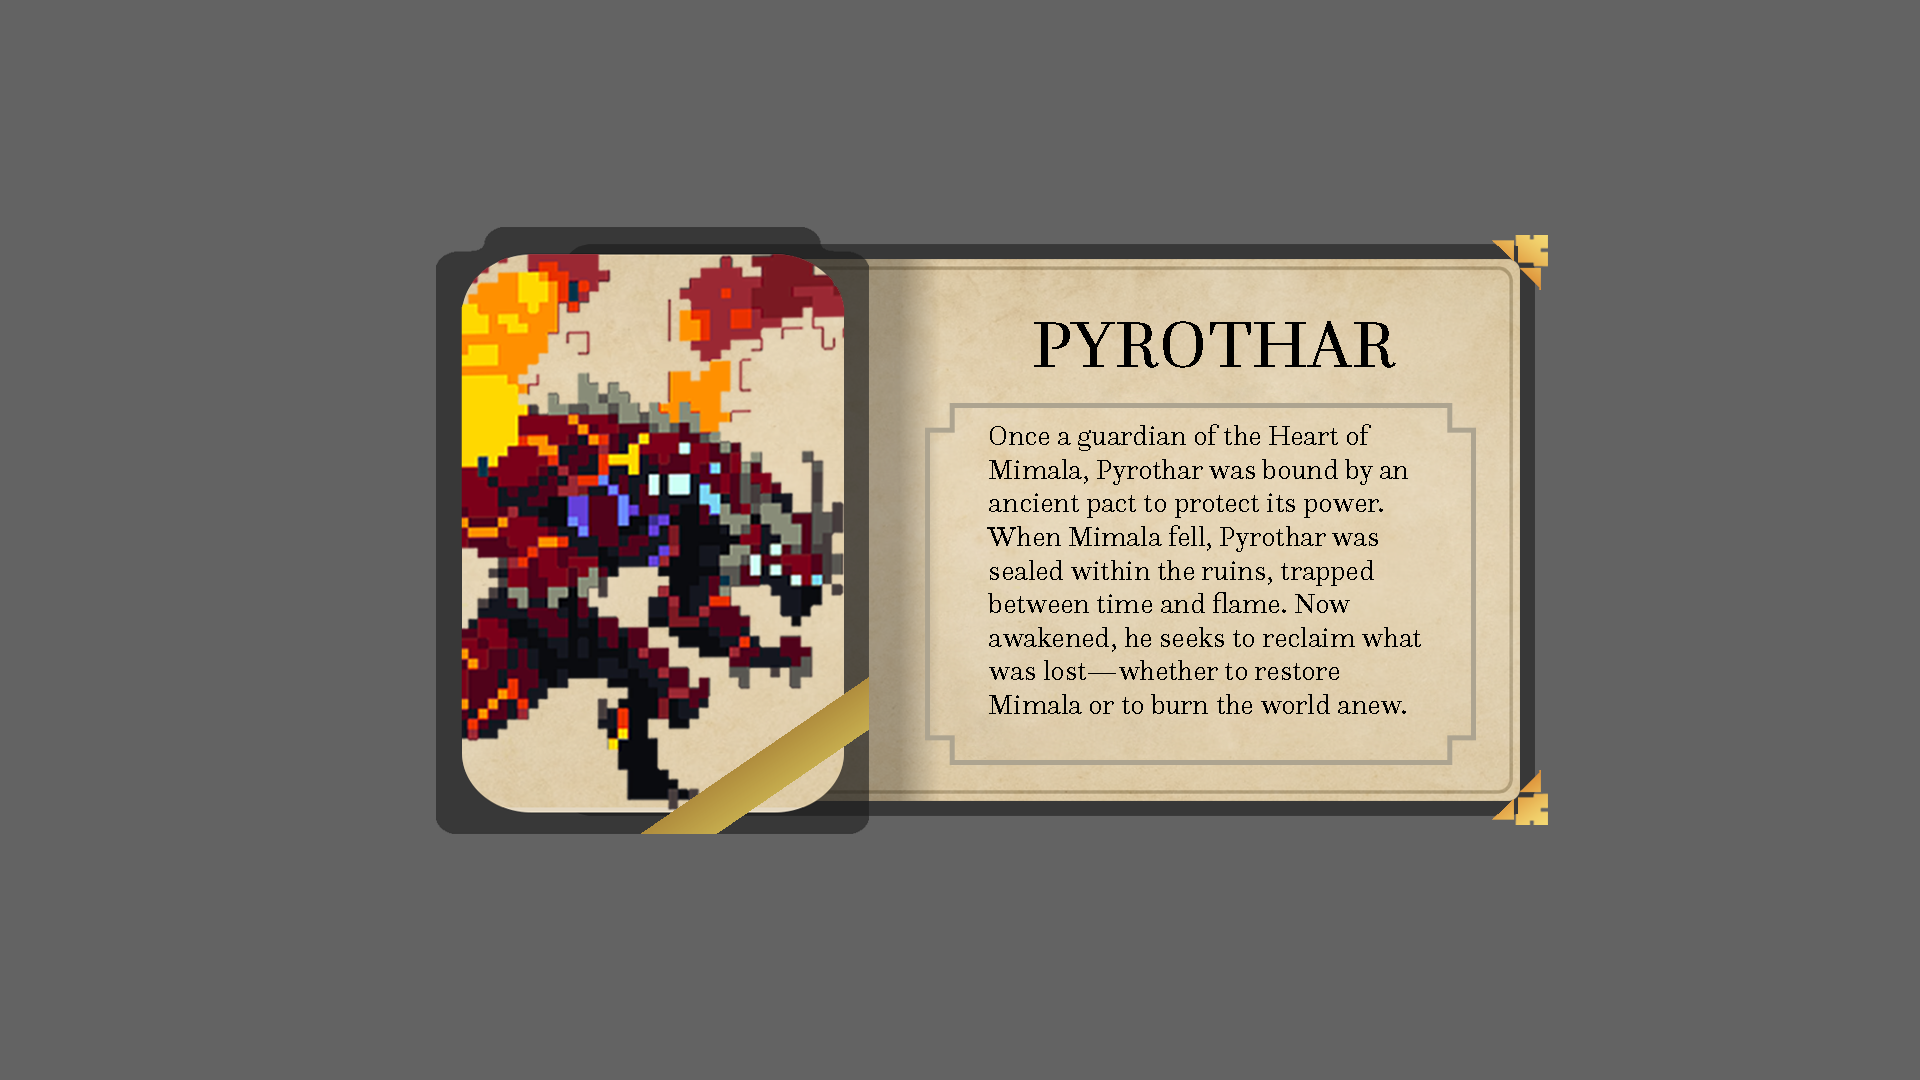 PYROTHAR
Once a guardian of the Heart of
Mimala, Pyrothar was bound by an
ancient pact to protect its power.
When Mimala fell, Pyrothar was
sealed within the ruins, trapped
between time and flame. Now
awakened, he seeks to reclaim what
was lost—whether to restore
Mimala or to burn the world anew.